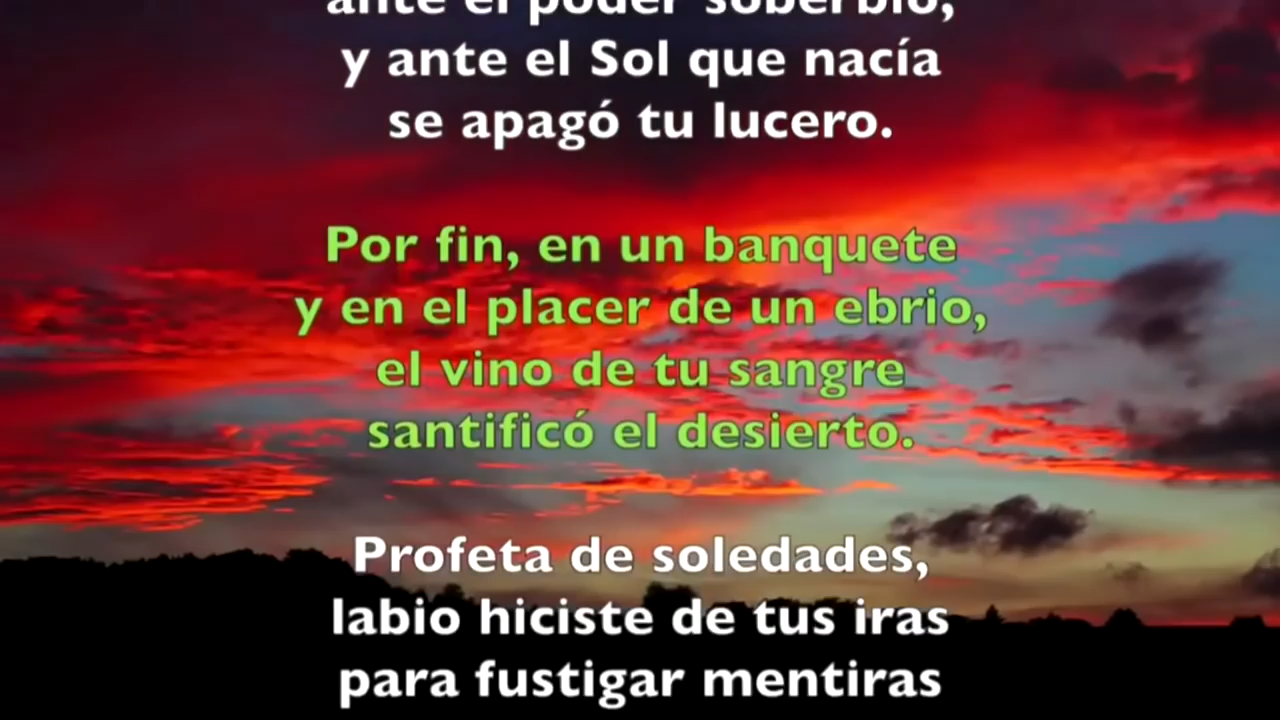 ante el poder soberbio,
y ante el Sol que nacía
se apagó tu lucero.
Por fin, en un banquete
y en el placer de un ebrio,
el vino de tu sangre
santificó el desierto.
Profeta de soledades,
labio hiciste de tus iras
para fustigar mentiras